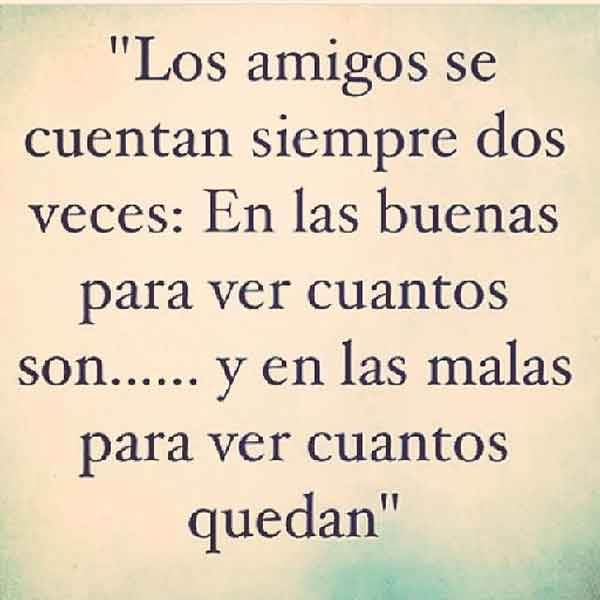 "Los amigos se
cuentan siempre dos
veces: En las buenas
para ver cuantos
son...... y en las malas
para ver cuantos
quedan"